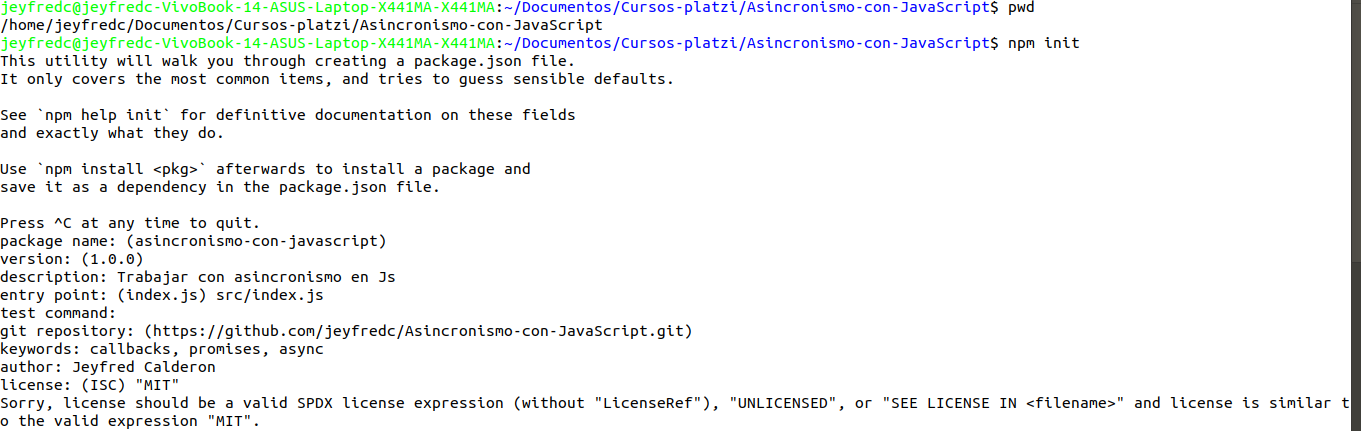 jeyfredc@jeyfredc-VivoBook-14-ASUS-Laptop-X441MA-X441MA:~/Documentos/Cursos-platzi/Asincronismo-con-JavaScript$ pwd
/home/jeyfredc/Documentos/Cursos-platzi/Asincronismo-con-JavaScript
jeyfredc@jeyfredc-VivoBook-14-ASUS-Laptop-X441MA-X441MA:~/Documentos/Cursos-platzi/Asincronismo-con-JavaScript$ npm init
This utility will walk you through creating a package.json file.
It only covers the most common items, and tries to guess sensible defaults.
See `npm help init` for definitive documentation on these fields
and exactly what they do.
Use `npm install <pkg>` afterwards to install a package and
save it as a dependency in the package.json file.
Press ^C at any time to quit.
package name: (asincronismo-con-javascript)
version: (1.0.0)
description: Trabajar con asincronismo en Js
entry point: (index.js) src/index.js
test command:
git repository: (https://github.com/jeyfredc/Asincronismo-con-JavaScript.git)
keywords: callbacks, promises, async
author: Jeyfred Calderon
license: (ISC) "MIT"
Sorry, license should be a valid SPDX license expression (without "LicenseRef"), "UNLICENSED", or "SEE LICENSE IN <filename>" and license is similar t
o the valid expression "MIT".